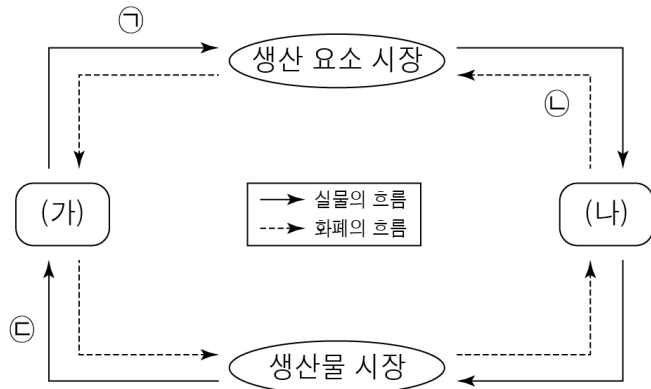 ㉠
생산 요소 시장
㉡
(가)
실물의 흐름
화폐의 흐름
(나)
㉢
생산물 시장